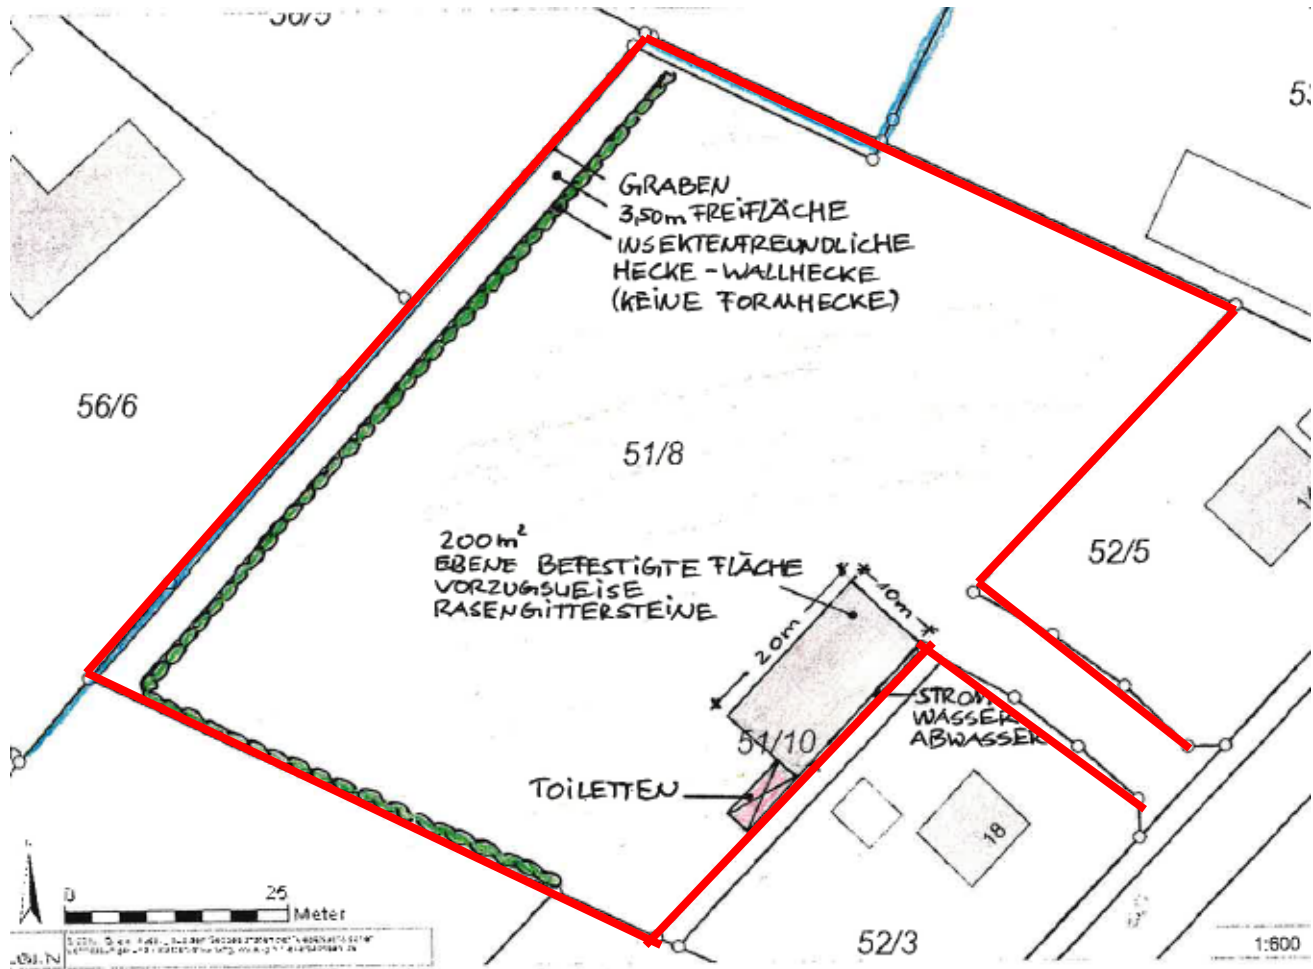 56/5
GRABEN
3,50m FREIFLÄCHE
INSEKTENFREUNDLICHE
HECKE - WALLHECKE
(KEINE FORMHECKE)
56/6
51/8
200m²
EBENE BEFESTIGTE FLÄCHE
VORZUGSWEISE
RASENGITTERSTEINE
10m
20m
52/5
STROM
WASSER
ABWASSER
51/10
TOILETTEN
18
0 25
Meter
52/3
1:600